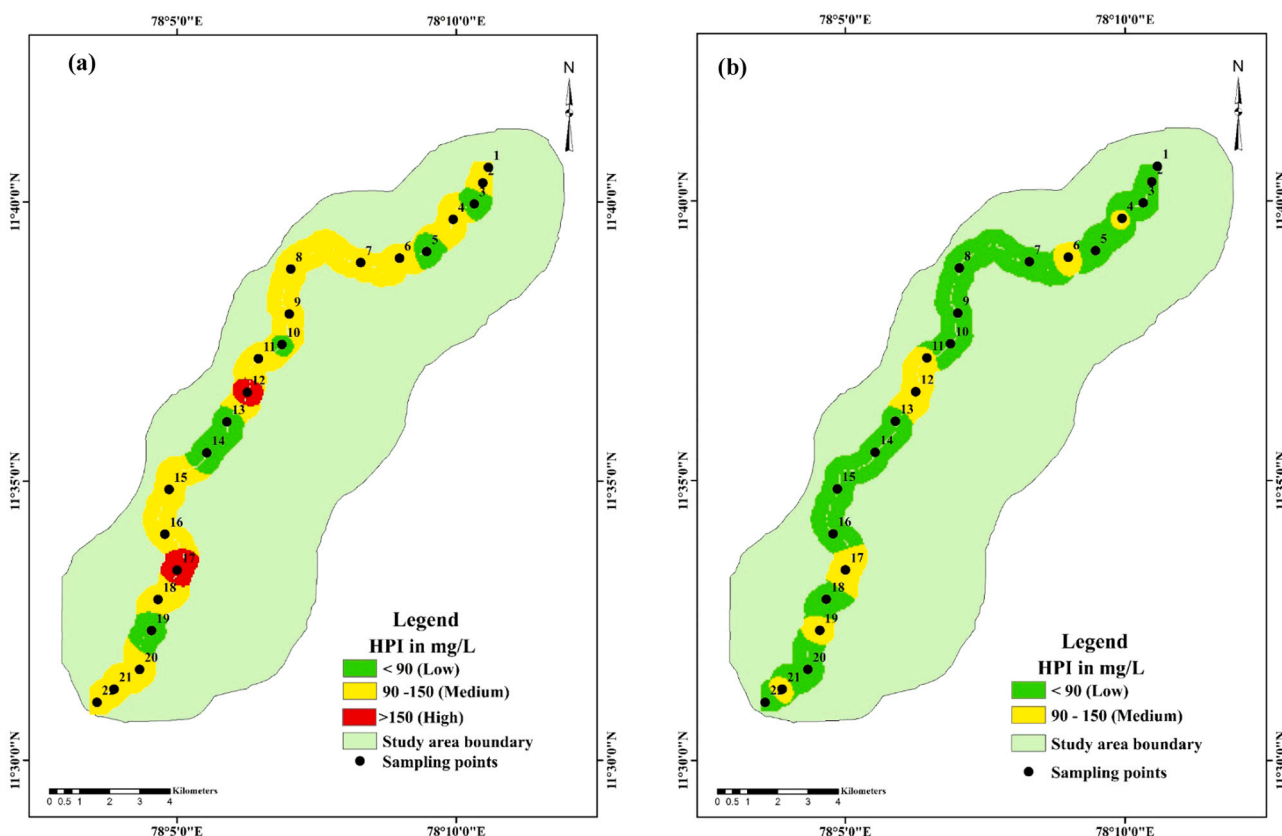 78°5'0"E
78°10'0"E
(a)
N
11°40'0"N
11°35'0"N
11°30'0"N
1
2
3
4
5
6
7
8
9
10
11
12
13
14
15
16
17
18
19
20
21
22
Legend
HPI in mg/L
< 90 (Low)
90 -150 (Medium)
>150 (High)
Study area boundary
Sampling points
Kilometers
0 0.5 1 2 3 4
78°5'0"E
78°10'0"E
78°5'0"E
78°10'0"E
(b)
N
11°40'0"N
11°35'0"N
11°30'0"N
1
2
3
4
5
6
7
8
9
10
11
12
13
14
15
16
17
18
19
20
21
22
Legend
HPI in mg/L
< 90 (Low)
90 - 150 (Medium)
Study area boundary
Sampling points
Kilometers
0 0.5 1 2 3 4
78°5'0"E
78°10'0"E